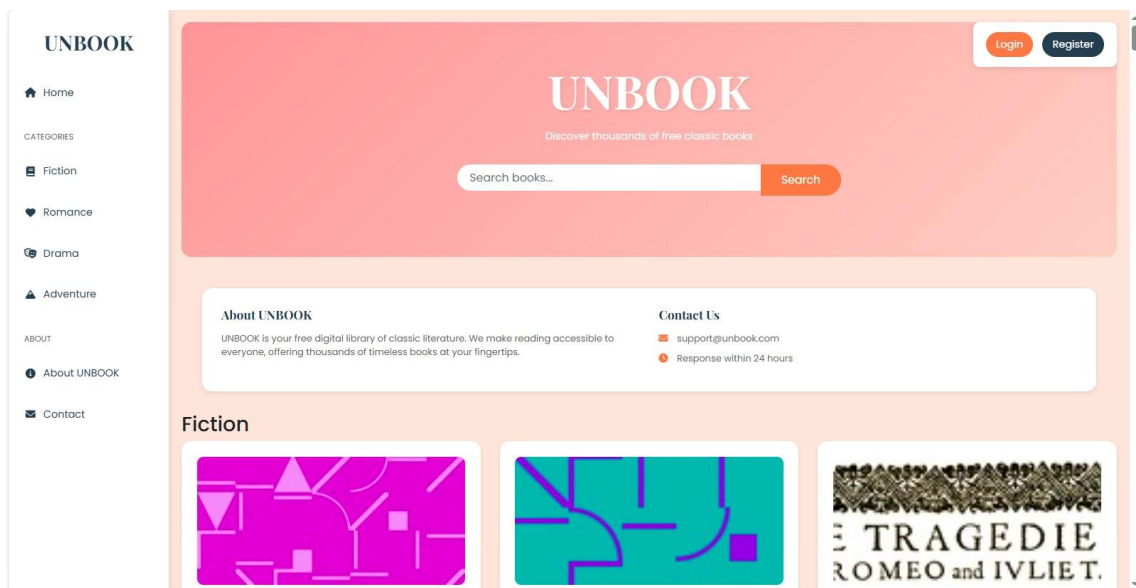 UNBOOK
Home
CATEGORIES
Fiction
Romance
Drama
Adventure
ABOUT
About UNBOOK
Contact
Login
Register
UNBOOK
Discover thousands of free classic books
Search books...
Search
About UNBOOK
UNBOOK is your free digital library of classic literature. We make reading accessible to
everyone, offering thousands of timeless books at your fingertips.
Contact Us
support@unbook.com
Response within 24 hours
Fiction
E TRAGEDIE
ROMEO and IVLIET.